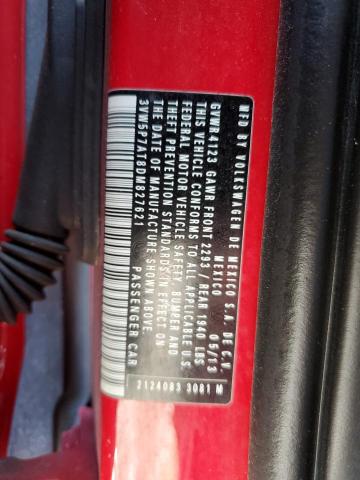 MFD BY VOLKSWAGEN DE MEXICO S.A. DE C.V.
MEXICO 05/13
GVWR 4123 GAWR FRONT 2293 / REAR 1940 LBS
THIS VEHICLE CONFORMS TO ALL APPLICABLE U.S.
FEDERAL MOTOR VEHICLE SAFETY, BUMPER AND
THEFT PREVENTION STANDARDS IN EFFECT ON
THE DATE OF MANUFACTURE SHOWN ABOVE.
3VW5P7AT8DM827621 PASSENGER CAR
2124083 3081 M